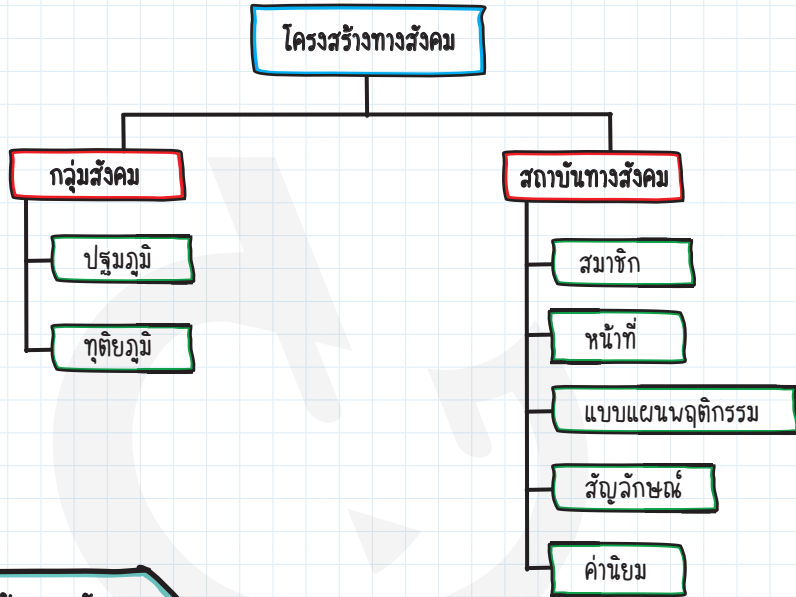 โครงสร้างทางสังคม
กลุ่มสังคม
ปฐมภูมิ
ทุติยภูมิ
สถาบันทางสังคม
สมาชิก
หน้าที่
แบบแผนพฤติกรรม
สัญลักษณ์
ค่านิยม